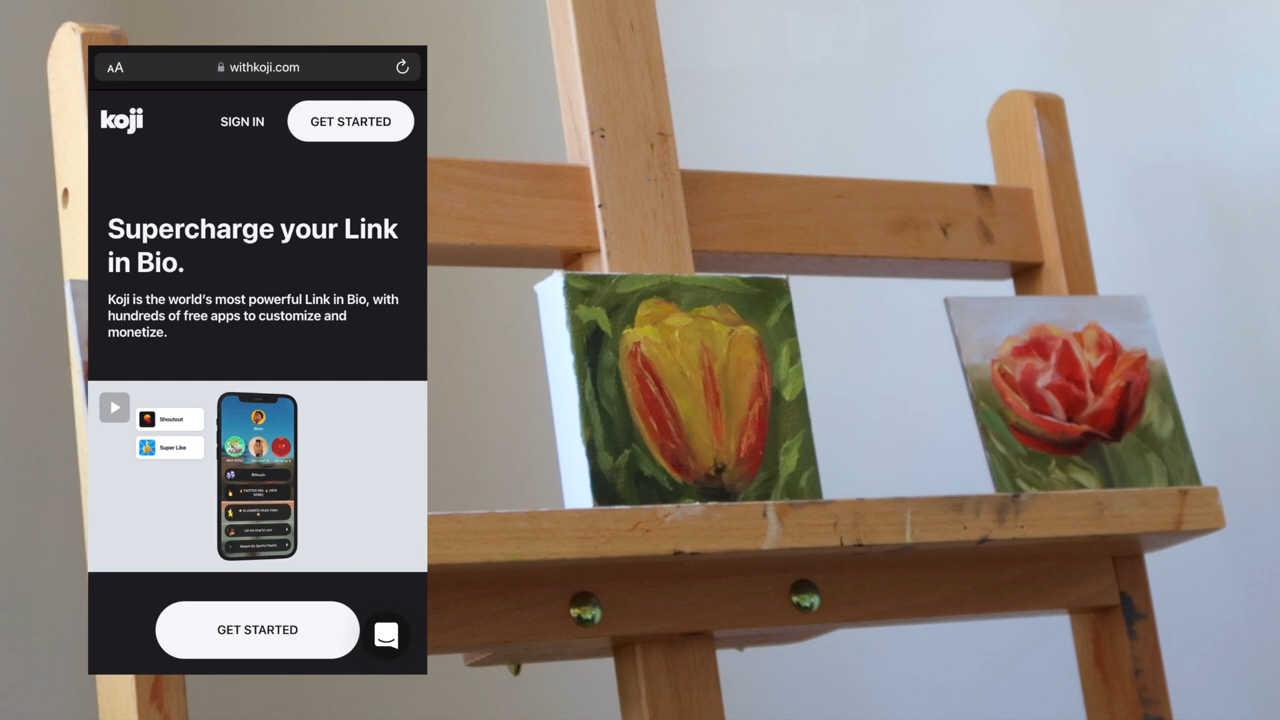 AA
withkoji.com
koji
SIGN IN
GET STARTED
Supercharge your Link
in Bio.
Koji is the world's most powerful Link in Bio, with
hundreds of free apps to customize and
monetize.
Shoutout
Super Like
GET STARTED